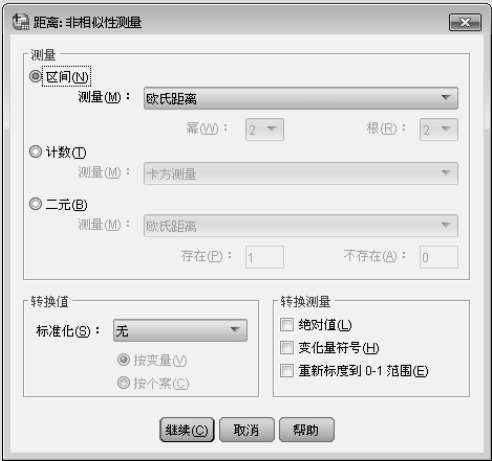 距离: 非相似性测量
测量
区间(N)
测量(M)： 欧氏距离
幂(W)： 2 根(R)： 2
计数(T)
测量(M)： 卡方测量
二元(B)
测量(M)： 欧氏距离
存在(P)： 1 不存在(A)： 0
转换值
标准化(S)： 无
按变量(V)
按个案(C)
转换测量
绝对值(L)
变化量符号(H)
重新标度到 0-1 范围(E)
继续(C) 取消 帮助